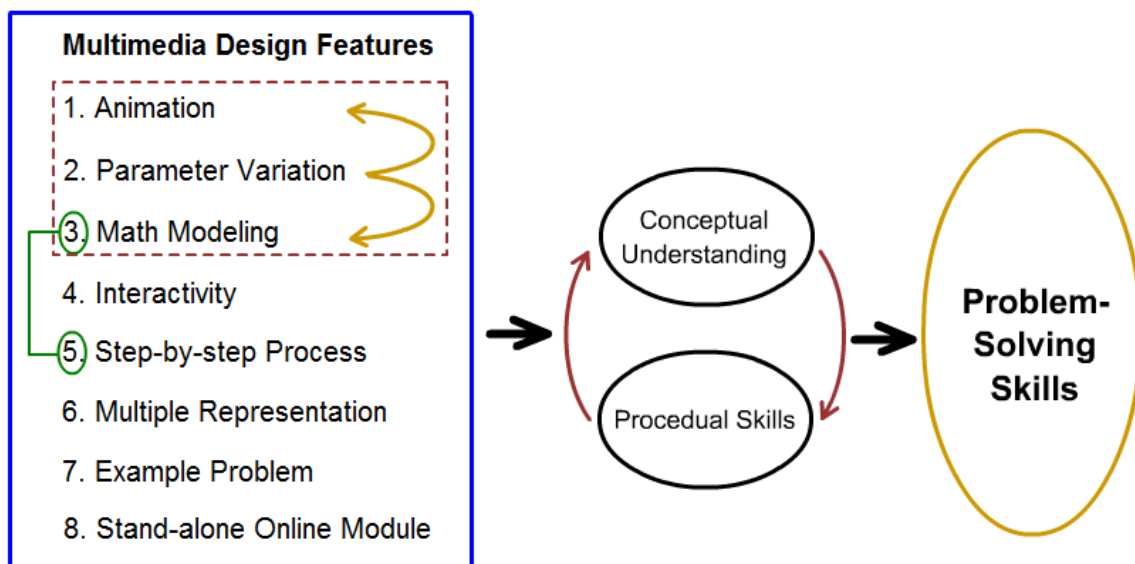 Multimedia Design Features
1. Animation
2. Parameter Variation
3. Math Modeling
4. Interactivity
5. Step-by-step Process
6. Multiple Representation
7. Example Problem
8. Stand-alone Online Module
Conceptual
Understanding
Procedual Skills
Problem-
Solving
Skills